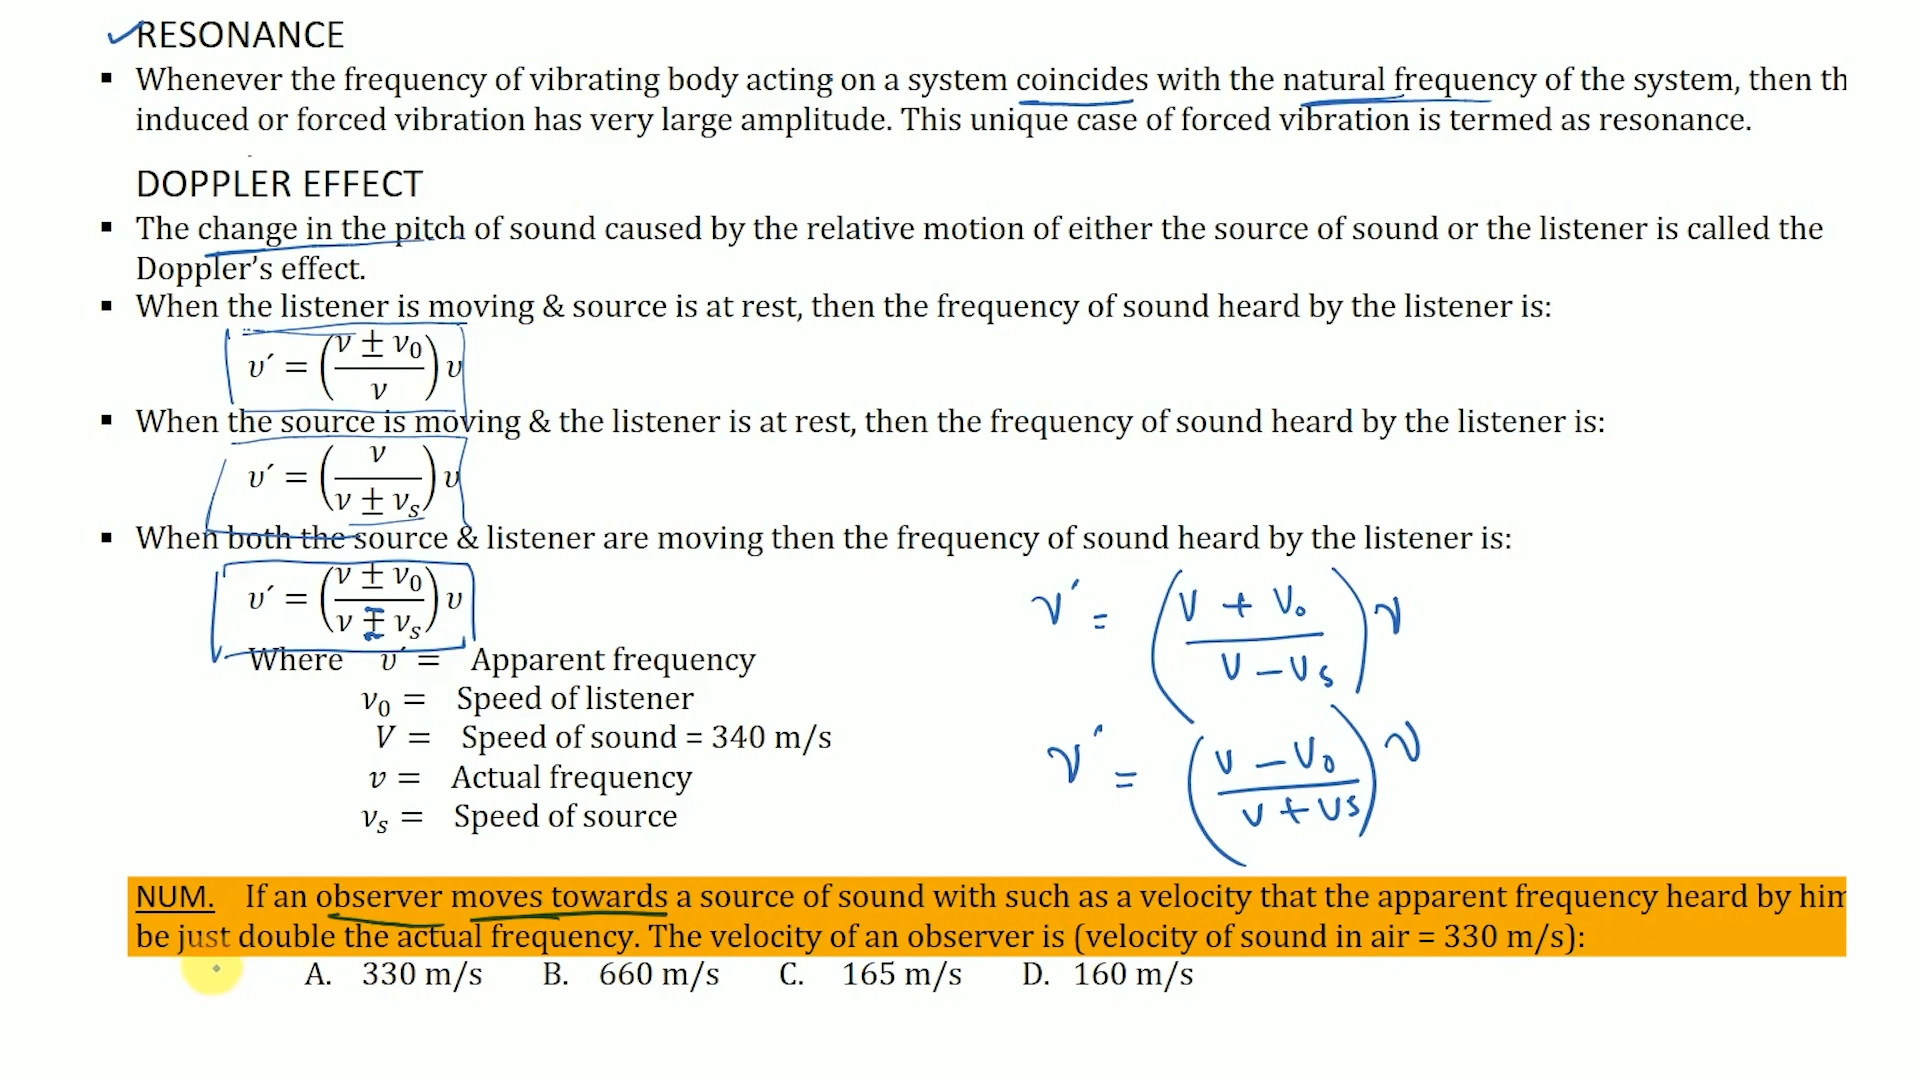 RESONANCE
▪ Whenever the frequency of vibrating body acting on a system coincides with the natural frequency of the system, then th
induced or forced vibration has very large amplitude. This unique case of forced vibration is termed as resonance.
DOPPLER EFFECT
▪ The change in the pitch of sound caused by the relative motion of either the source of sound or the listener is called the
Doppler's effect.
▪ When the listener is moving & source is at rest, then the frequency of sound heard by the listener is:
υ´ = (ν ± ν₀ / ν) υ
▪ When the source is moving & the listener is at rest, then the frequency of sound heard by the listener is:
υ´ = (ν / ν ± νₛ) υ
▪ When both the source & listener are moving then the frequency of sound heard by the listener is:
υ´ = (ν ± ν₀ / ν ∓ νₛ) υ
ν´ = (V + V₀ / V − Vₛ) ν
Where υ´ = Apparent frequency
ν₀ = Speed of listener
V = Speed of sound = 340 m/s
ν´ = (V − V₀ / V + Vₛ) ν
υ = Actual frequency
νₛ = Speed of source
NUM. If an observer moves towards a source of sound with such as a velocity that the apparent frequency heard by him
be just double the actual frequency. The velocity of an observer is (velocity of sound in air = 330 m/s):
A. 330 m/s B. 660 m/s C. 165 m/s D. 160 m/s